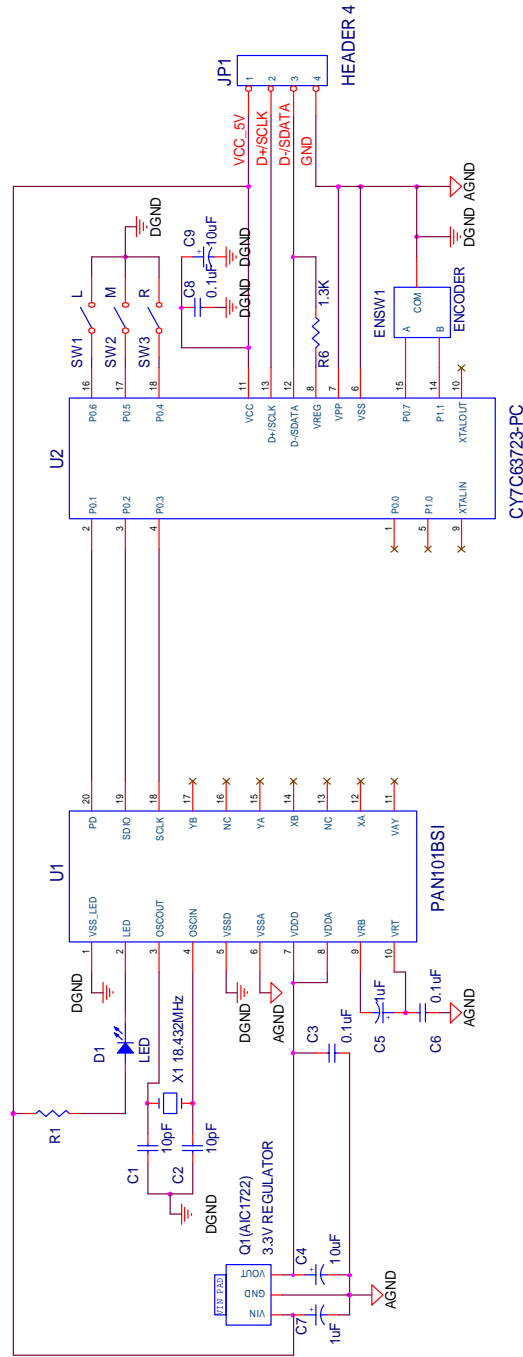 JP1
HEADER 4
1
2
3
4
VCC_5V
D+/SCLK
D-/SDATA
GND
SW1
L
SW2
M
SW3
R
DGND
C9
10uF
DGND
C8
0.1uF
DGND
R6
1.3K
AGND
DGND
ENSW1
ENCODER
COM
A
B
U2
CY7C63723-PC
16
P0.6
17
P0.5
18
P0.4
11
VCC
13
D+/SCLK
12
D-/SDATA
8
VREG
7
VPP
6
VSS
15
P0.7
14
P1.1
10
XTALOUT
2
P0.1
3
P0.2
4
P0.3
1
P0.0
5
P1.0
9
XTALIN
U1
PAN101BSI
20
PD
19
SDIO
18
SCLK
17
YB
16
NC
15
YA
14
XB
13
NC
12
XA
11
VAY
1
VSS_LED
2
LED
3
OSCOUT
4
OSCIN
5
VSSD
6
VSSA
7
VDDD
8
VDDA
9
VRB
10
VRT
DGND
D1
LED
R1
X1 18.432MHz
C1
10pF
C2
10pF
DGND
DGND
AGND
C3
0.1uF
C5
1uF
C6
0.1uF
AGND
Q1(AIC1722)
3.3V REGULATOR
VIN PAD
VOUT
GND
VIN
C4
10uF
C7
1uF
AGND